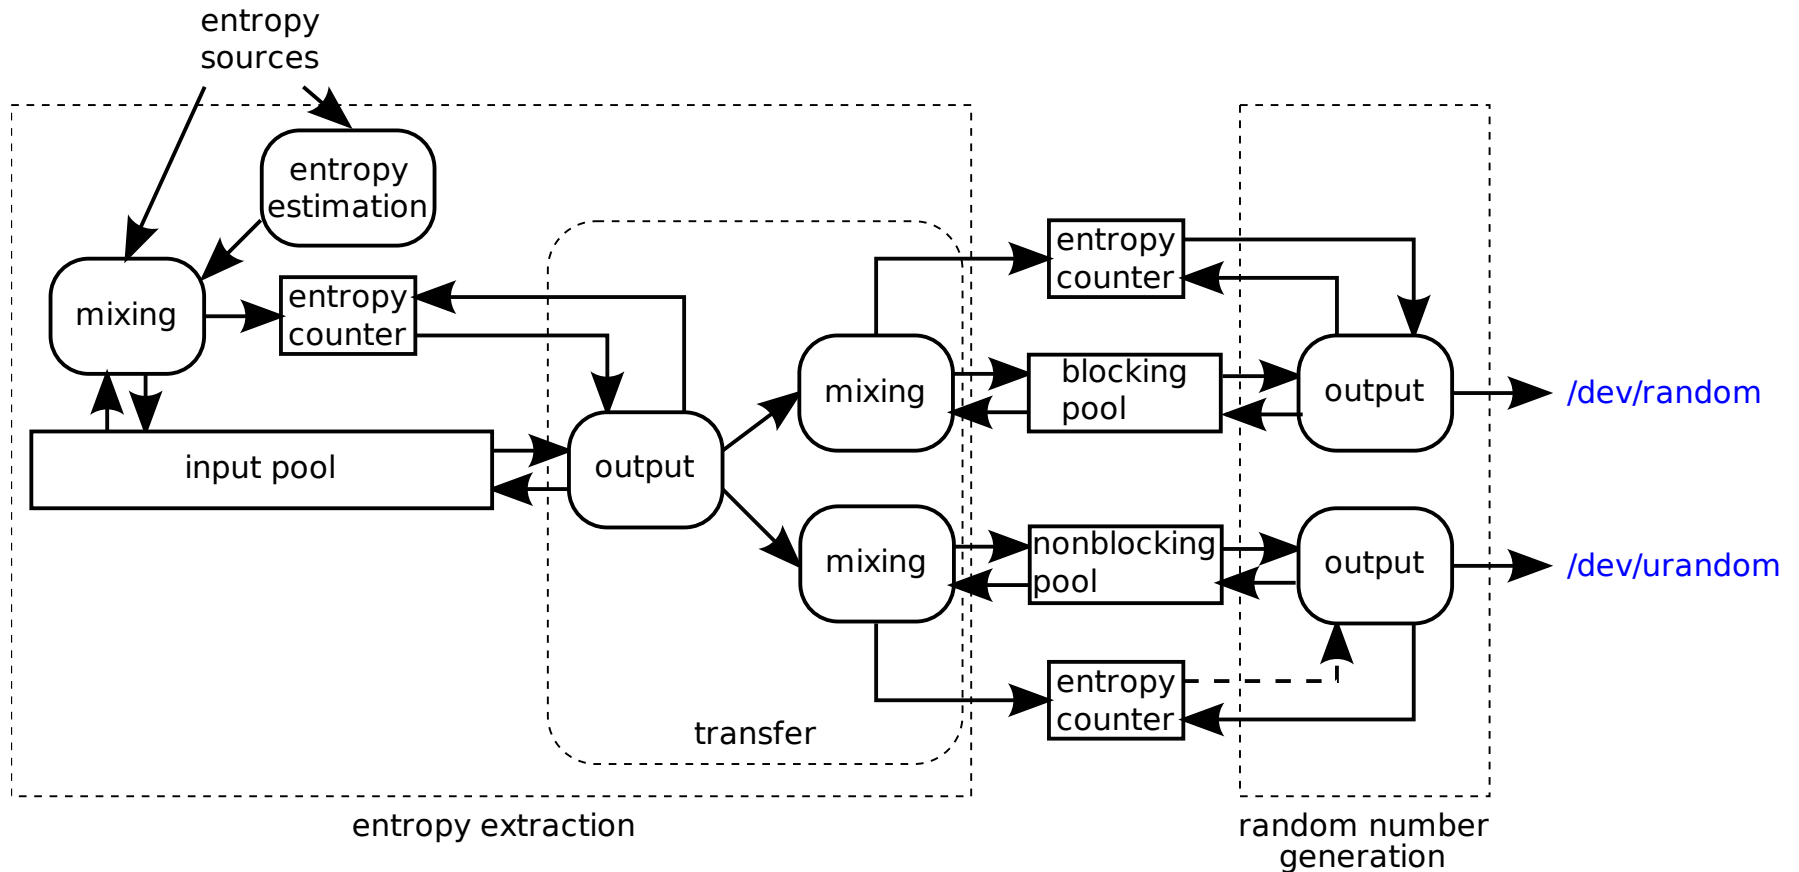 entropy
sources
entropy
estimation
mixing
entropy
counter
input pool
output
mixing
mixing
transfer
entropy extraction
entropy
counter
blocking
pool
nonblocking
pool
entropy
counter
output
output
random number
generation
/dev/random
/dev/urandom